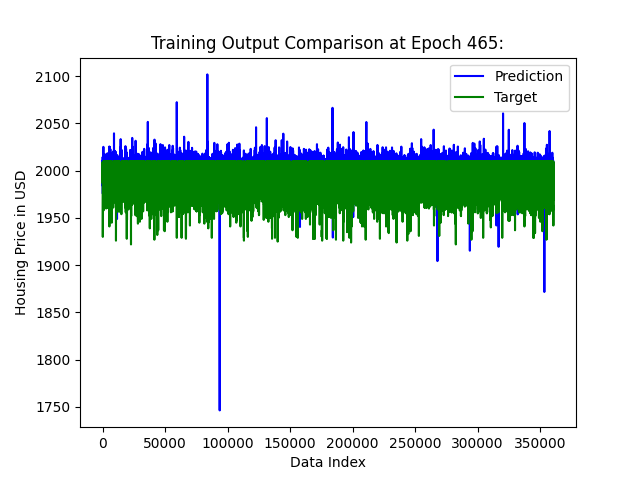 Training Output Comparison at Epoch 465:
Prediction
Target
2100
2050
2000
1950
1900
1850
1800
1750
Housing Price in USD
0 50000 100000 150000 200000 250000 300000 350000
Data Index